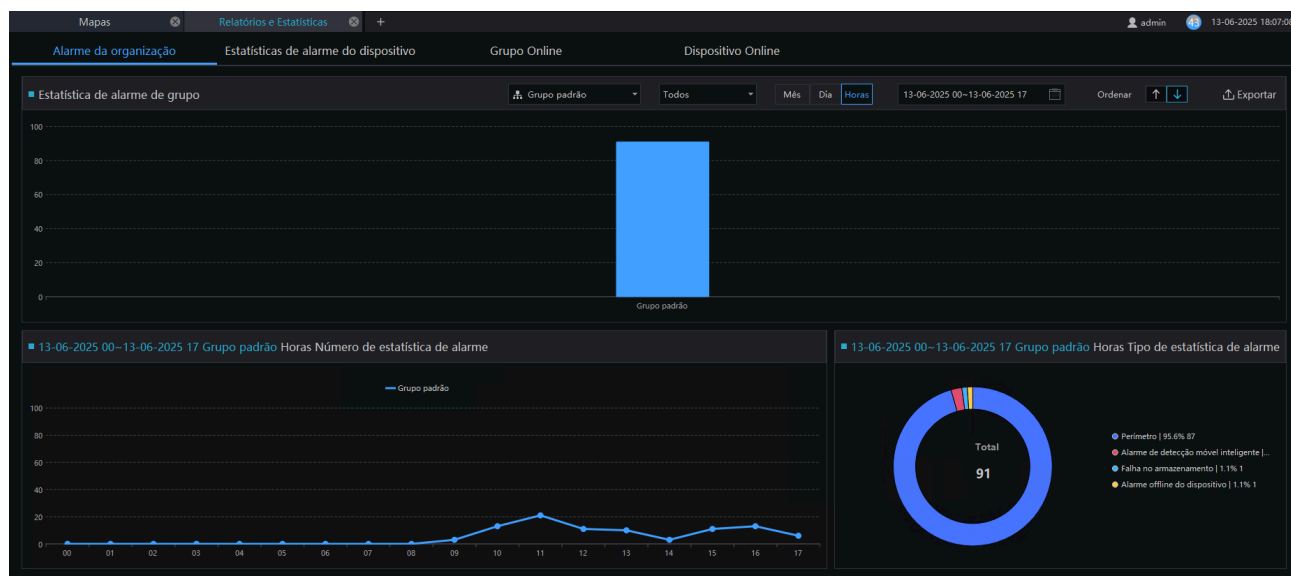 Mapas Relatórios e Estatísticas + admin 43 13-06-2025 18:07:08
Alarme da organização Estatísticas de alarme do dispositivo Grupo Online Dispositivo Online
Estatística de alarme de grupo Grupo padrão Todos Mês Dia Horas 13-06-2025 00~13-06-2025 17 Ordenar Exportar
100
80
60
40
20
0
Grupo padrão
13-06-2025 00~13-06-2025 17 Grupo padrão Horas Número de estatística de alarme
Grupo padrão
100
80
60
40
20
0
00 01 02 03 04 05 06 07 08 09 10 11 12 13 14 15 16 17
13-06-2025 00~13-06-2025 17 Grupo padrão Horas Tipo de estatística de alarme
Total
91
Perímetro | 95.6% 87
Alarme de detecção móvel inteligente |...
Falha no armazenamento | 1.1% 1
Alarme offline do dispositivo | 1.1% 1